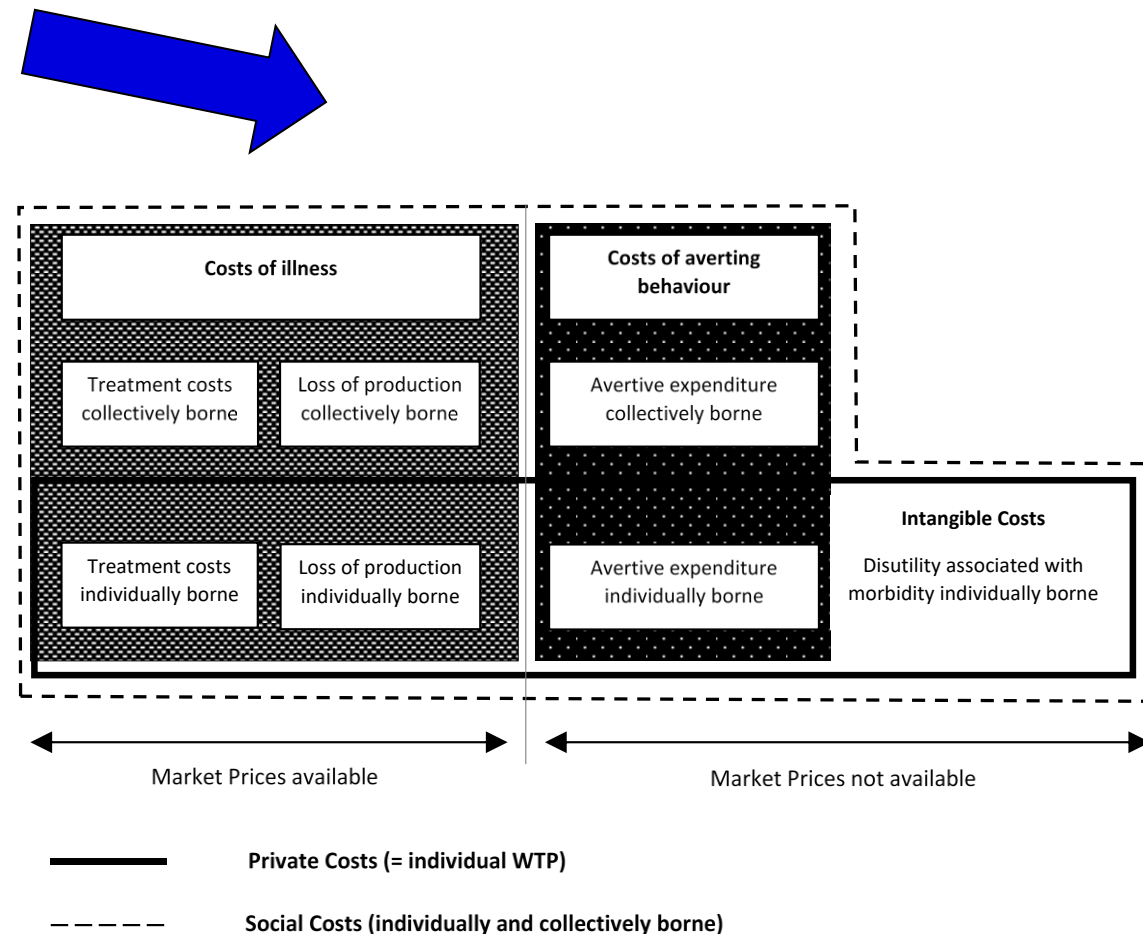 Costs of illness
Costs of averting
behaviour
Treatment costs
collectively borne
Loss of production
collectively borne
Avertive expenditure
collectively borne
Treatment costs
individually borne
Loss of production
individually borne
Avertive expenditure
individually borne
Intangible Costs
Disutility associated with
morbidity individually borne
Market Prices available
Market Prices not available
Private Costs (= individual WTP)
Social Costs (individually and collectively borne)